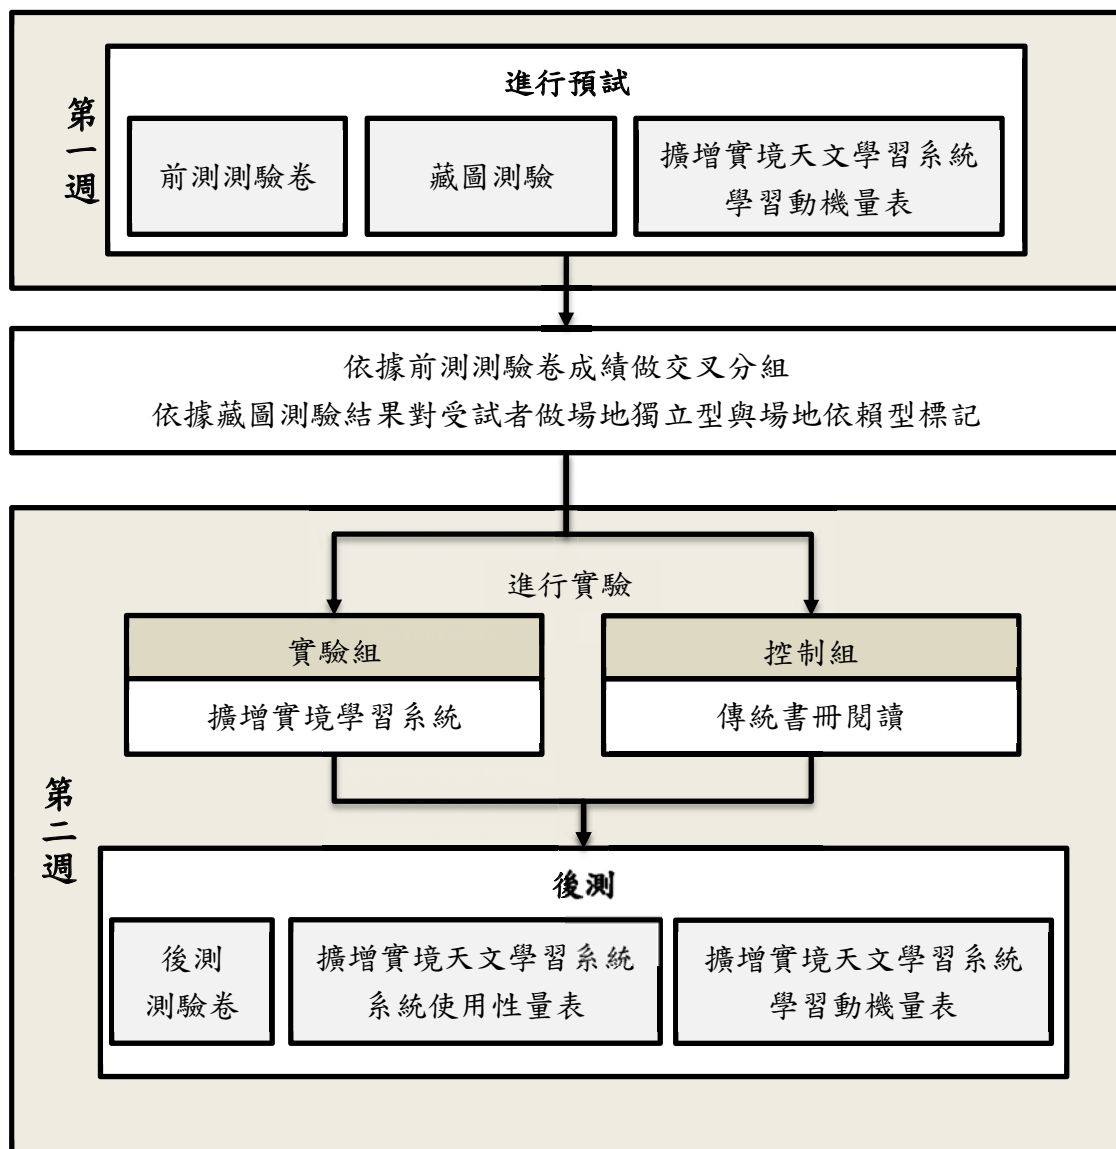 第一週
進行預試
前測測驗卷
藏圖測驗
擴增實境天文學習系統
學習動機量表
依據前測測驗卷成績做交叉分組
依據藏圖測驗結果對受試者做場地獨立型與場地依賴型標記
第二週
進行實驗
實驗組
擴增實境學習系統
控制組
傳統書冊閱讀
後測
後測
測驗卷
擴增實境天文學習系統
系統使用性量表
擴增實境天文學習系統
學習動機量表